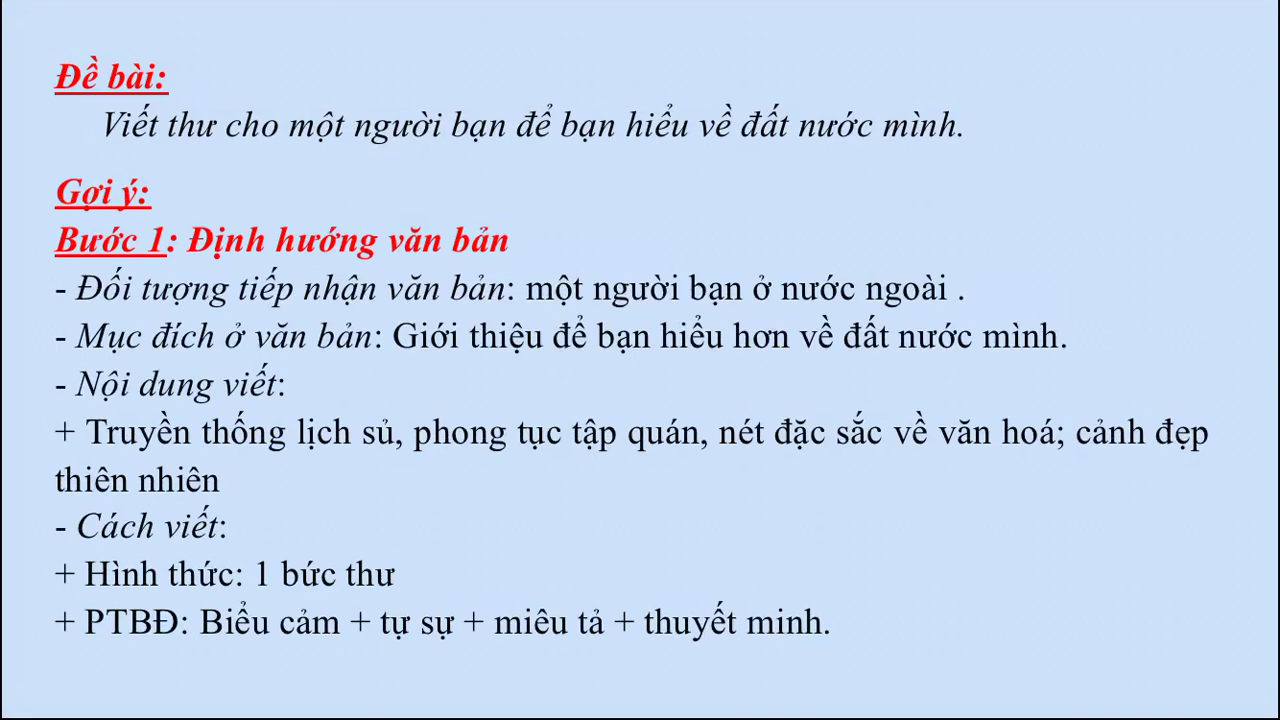 Đề bài:
Viết thư cho một người bạn để bạn hiểu về đất nước mình.
Gợi ý:
Bước 1: Định hướng văn bản
- Đối tượng tiếp nhận văn bản: một người bạn ở nước ngoài .
- Mục đích ở văn bản: Giới thiệu để bạn hiểu hơn về đất nước mình.
- Nội dung viết:
+ Truyền thống lịch sủ, phong tục tập quán, nét đặc sắc về văn hoá; cảnh đẹp
thiên nhiên
- Cách viết:
+ Hình thức: 1 bức thư
+ PTBĐ: Biểu cảm + tự sự + miêu tả + thuyết minh.